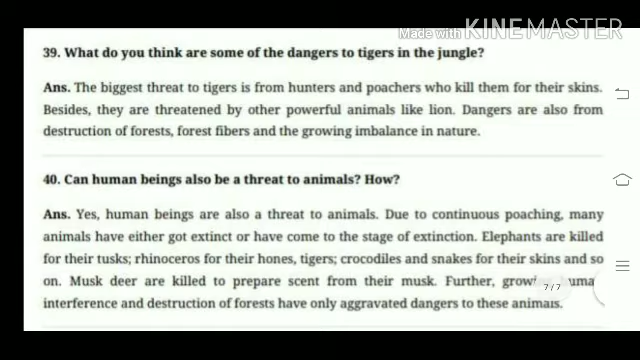 Made with KINEMASTER
39. What do you think are some of the dangers to tigers in the jungle?
Ans. The biggest threat to tigers is from hunters and poachers who kill them for their skins.
Besides, they are threatened by other powerful animals like lion. Dangers are also from
destruction of forests, forest fibers and the growing imbalance in nature.
40. Can human beings also be a threat to animals? How?
Ans. Yes, human beings are also a threat to animals. Due to continuous poaching, many
animals have either got extinct or have come to the stage of extinction. Elephants are killed
for their tusks; rhinoceros for their hones, tigers; crocodiles and snakes for their skins and so
on. Musk deer are killed to prepare scent from their musk. Further,
7/7
interference and destruction of forests have only aggravated dangers to these animals.